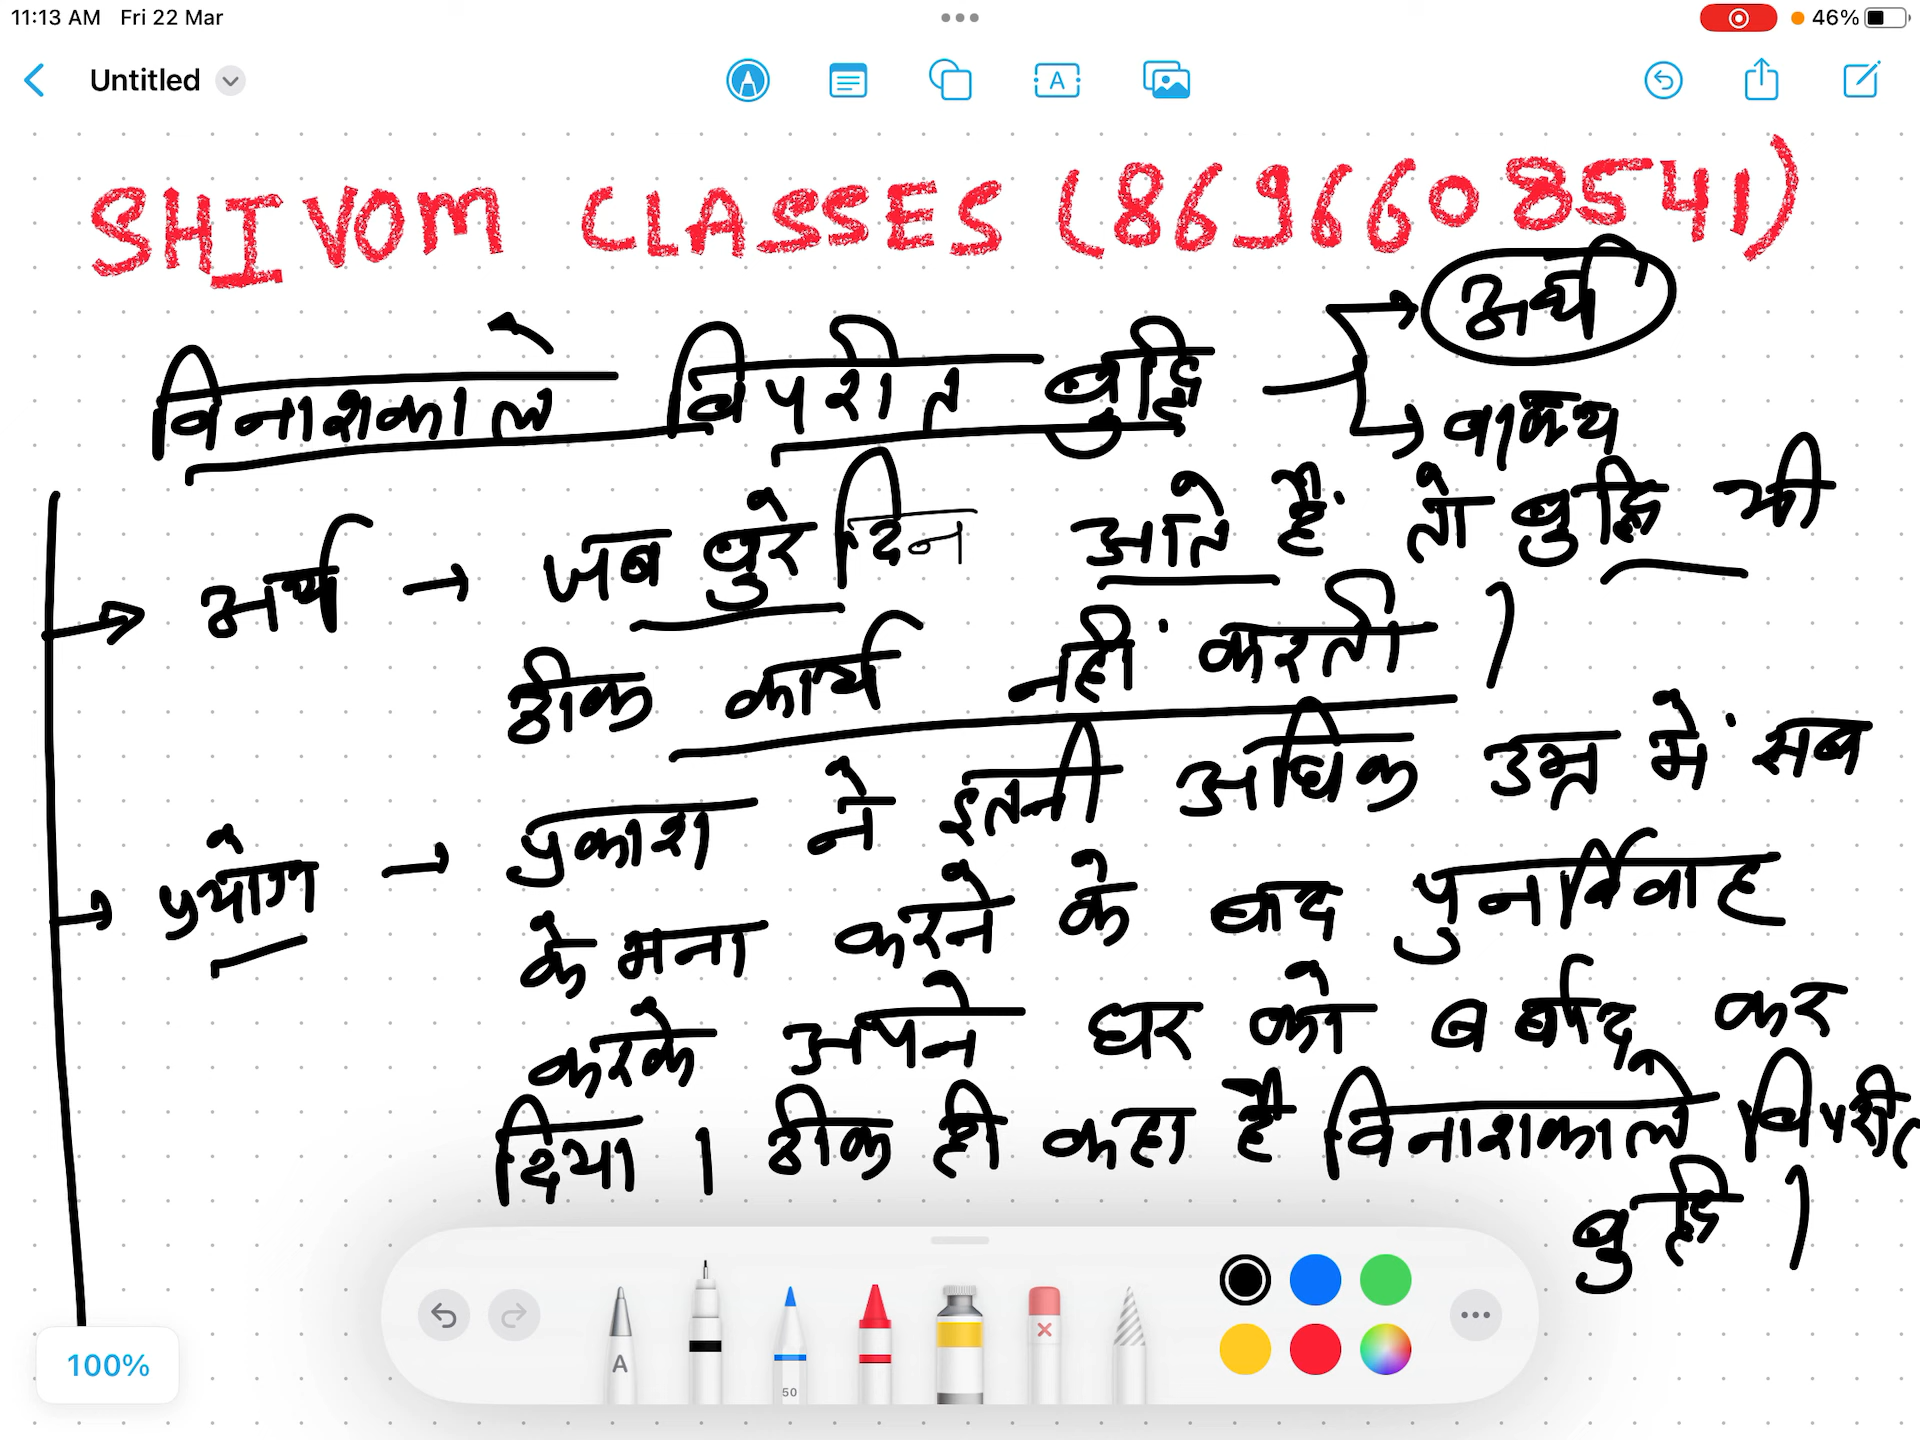 11:13 AM Fri 22 Mar
46%
Untitled
SHIVOM CLASSES (8696608541)
विनाशकाले विपरीत बुद्धि → अर्थ
→ वाक्य
→ अर्थ → जब बुरे दिन आते हैं तो बुद्धि भी
ठीक कार्य नहीं करती।
→ प्रयोग → प्रकाश ने इतनी अधिक उम्र में सब
के मना करने के बाद पुनर्विवाह
करके अपने घर को बर्बाद कर
दिया। ठीक ही कहा है विनाशकाले विपरीत
बुद्धि।
A
50
100%